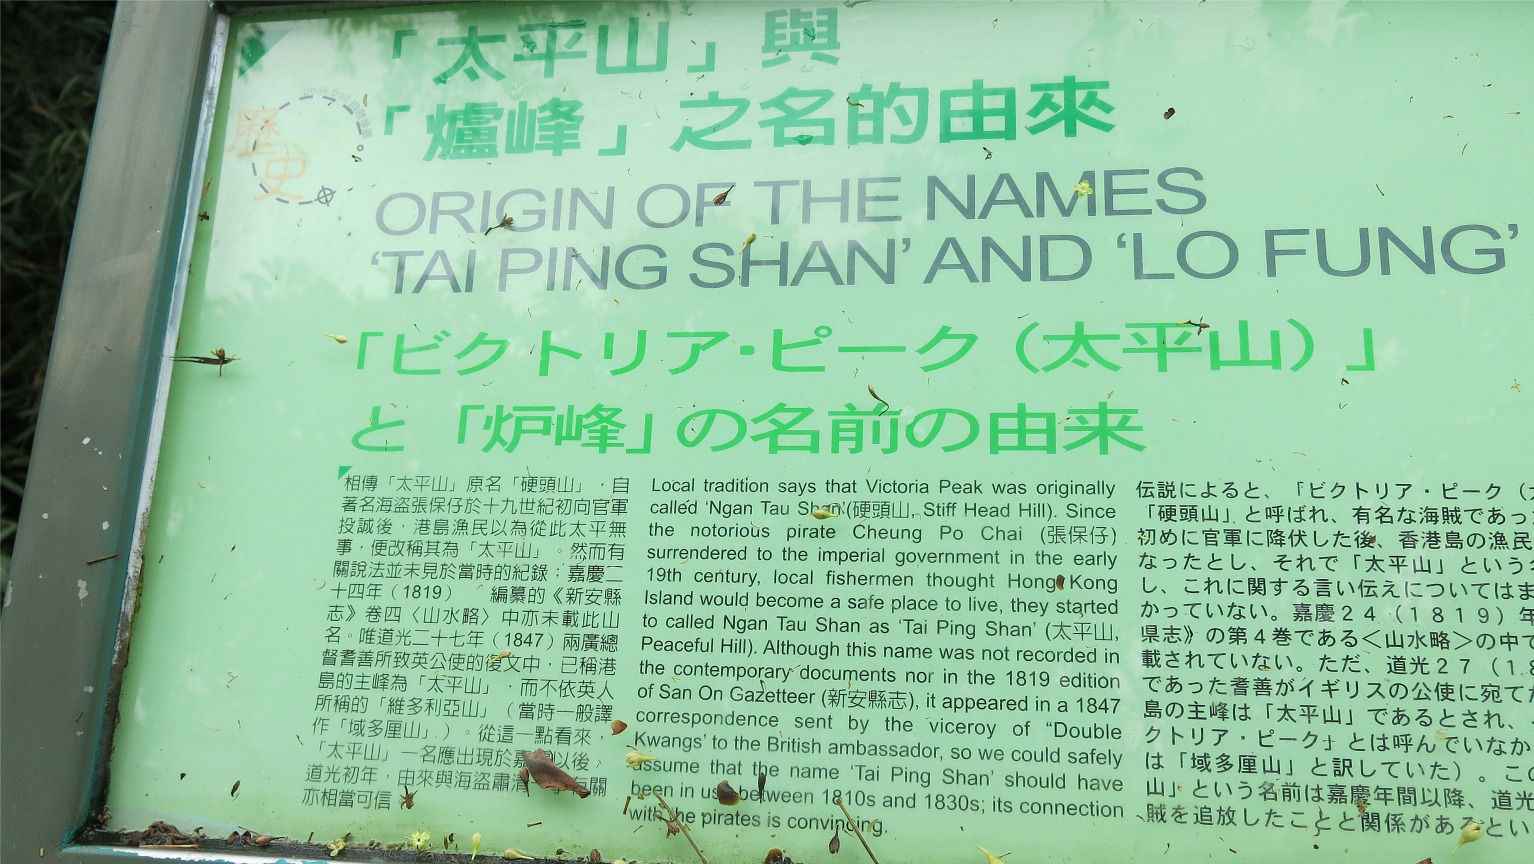 「太平山」與
「爐峰」之名的由來
peak trail
歷史
ORIGIN OF THE NAMES
‘TAI PING SHAN’ AND ‘LO FUNG’
「ビクトリア·ピーク（太平山）」
と「炉峰」の名前の由来
相傳「太平山」原名「硬頭山」，自
著名海盜張保仔於十九世紀初向官軍
投誠後，港島漁民以為從此太平無
事，便改稱其為「太平山」。然而有
關說法並未見於當時的紀錄；嘉慶二
十四年（1819） 編纂的《新安縣
志》卷四〈山水略〉中亦未載此山
名。唯道光二十七年（1847）兩廣總
督耆善所致英公使的復文中，已稱港
島的主峰為「太平山」，而不依英人
所稱的「維多利亞山」（當時一般譯
作「域多厘山」）。從這一點看來，
「太平山」一名應出現於嘉以後，
道光初年，由來與海盜肅有關
亦相當可信
Local tradition says that Victoria Peak was originally
called ‘Ngan Tau Shan’(硬頭山, Stiff Head Hill). Since
the notorious pirate Cheung Po Chai (張保仔)
surrendered to the imperial government in the early
19th century, local fishermen thought Hong Kong
Island would become a safe place to live, they started
to called Ngan Tau Shan as ‘Tai Ping Shan’ (太平山,
Peaceful Hill). Although this name was not recorded in
the contemporary documents nor in the 1819 edition
of San On Gazetteer (新安縣志), it appeared in a 1847
correspondence sent by the viceroy of “Double
Kwangs’ to the British ambassador, so we could safely
assume that the name ‘Tai Ping Shan’ should have
been in use between 1810s and 1830s; its connection
with the pirates is convincing.
伝説によると、「ビクトリア・ピーク（
「硬頭山」と呼ばれ、有名な海賊であっ
初めに官軍に降伏した後、香港島の漁民
なったとし、それで「太平山」という
し、これに関する言い伝えについてはま
かっていない。嘉慶２４（１８１９）年
県志》の第４巻である＜山水略＞の中で
載されていない。ただ、道光２７（１８
であった耆善がイギリスの公使に宛てた
島の主峰は「太平山」であるとされ、
クトリア・ピーク」とは呼んでいなか
は「域多厘山」と訳していた）。この
山」という名前は嘉慶年間以降、道光
賊を追放したことと関係があるとい